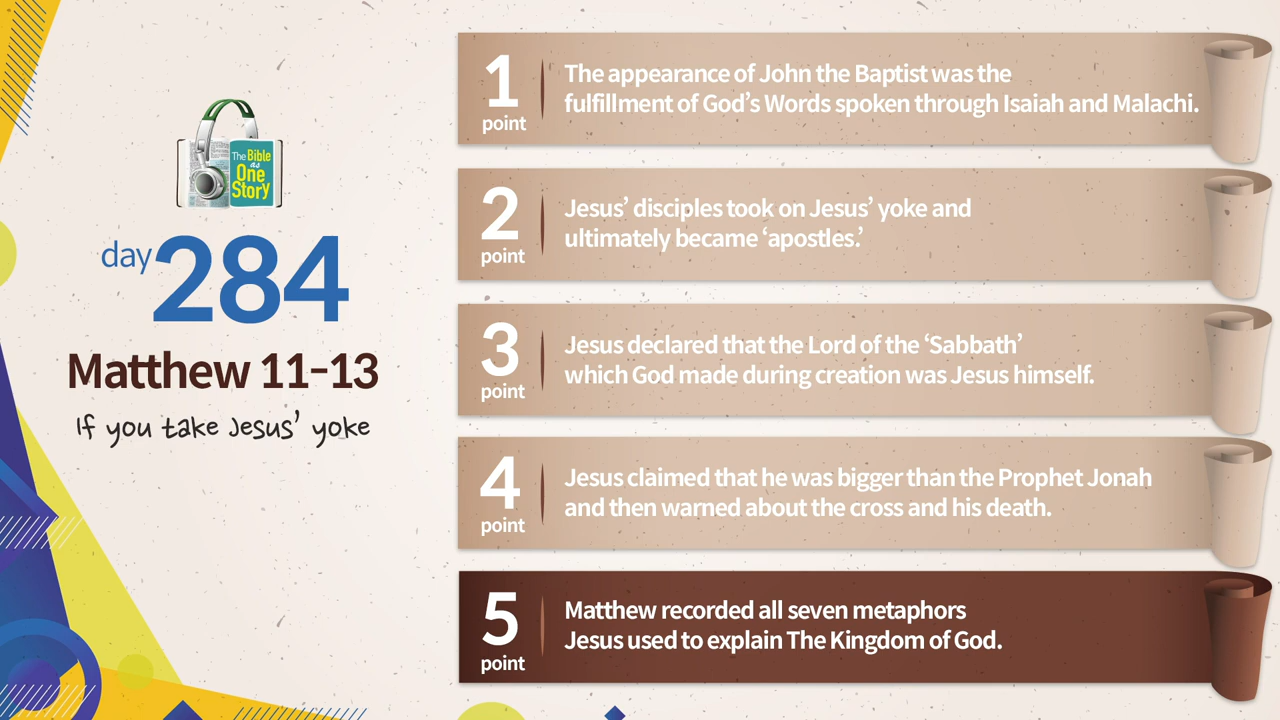 The Bible
as
One
Story
day 284
Matthew 11-13
If you take Jesus' yoke
1
point
The appearance of John the Baptist was the
fulfillment of God's Words spoken through Isaiah and Malachi.
2
point
Jesus' disciples took on Jesus' yoke and
ultimately became 'apostles.'
3
point
Jesus declared that the Lord of the 'Sabbath'
which God made during creation was Jesus himself.
4
point
Jesus claimed that he was bigger than the Prophet Jonah
and then warned about the cross and his death.
5
point
Matthew recorded all seven metaphors
Jesus used to explain The Kingdom of God.